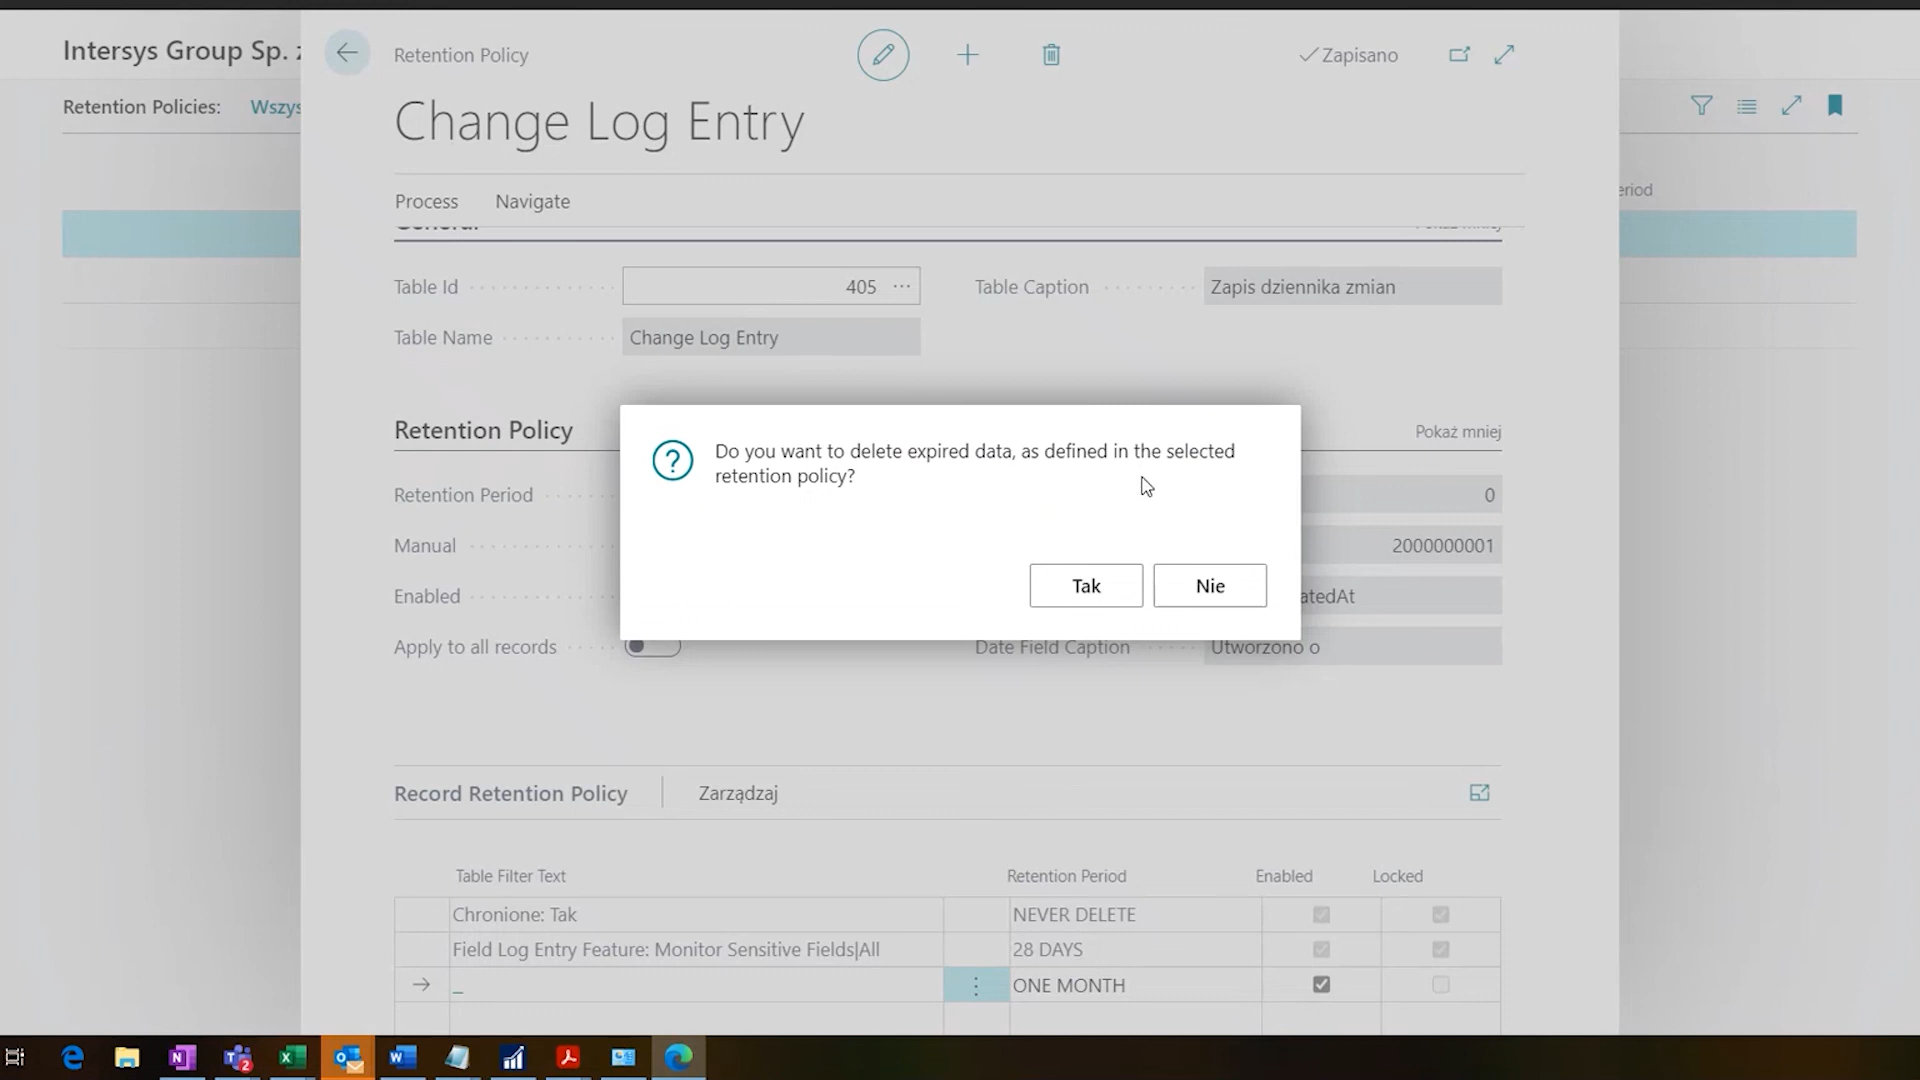 Intersys Group Sp.
Retention Policy
Zapisano
Retention Policies:
Change Log Entry
Process
Navigate
eriod
General
Table Id
405
Table Caption
Zapis dziennika zmian
Table Name
Change Log Entry
Retention Policy
Pokaż mniej
Do you want to delete expired data, as defined in the selected
retention policy?
Tak
Nie
Retention Period
0
Manual
2000000001
Enabled
atedAt
Apply to all records
Date Field Caption
Utworzono o
Record Retention Policy
Zarządzaj
Table Filter Text
Retention Period
Enabled
Locked
Chronione: Tak
NEVER DELETE
Field Log Entry Feature: Monitor Sensitive Fields|All
28 DAYS
_
ONE MONTH